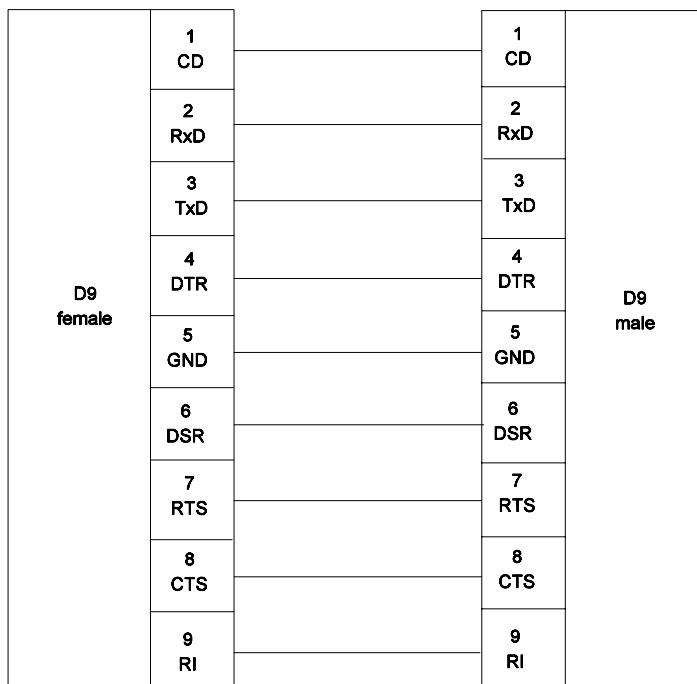 D9
female
1
CD
2
RxD
3
TxD
4
DTR
5
GND
6
DSR
7
RTS
8
CTS
9
RI
1
CD
2
RxD
3
TxD
4
DTR
5
GND
6
DSR
7
RTS
8
CTS
9
RI
D9
male